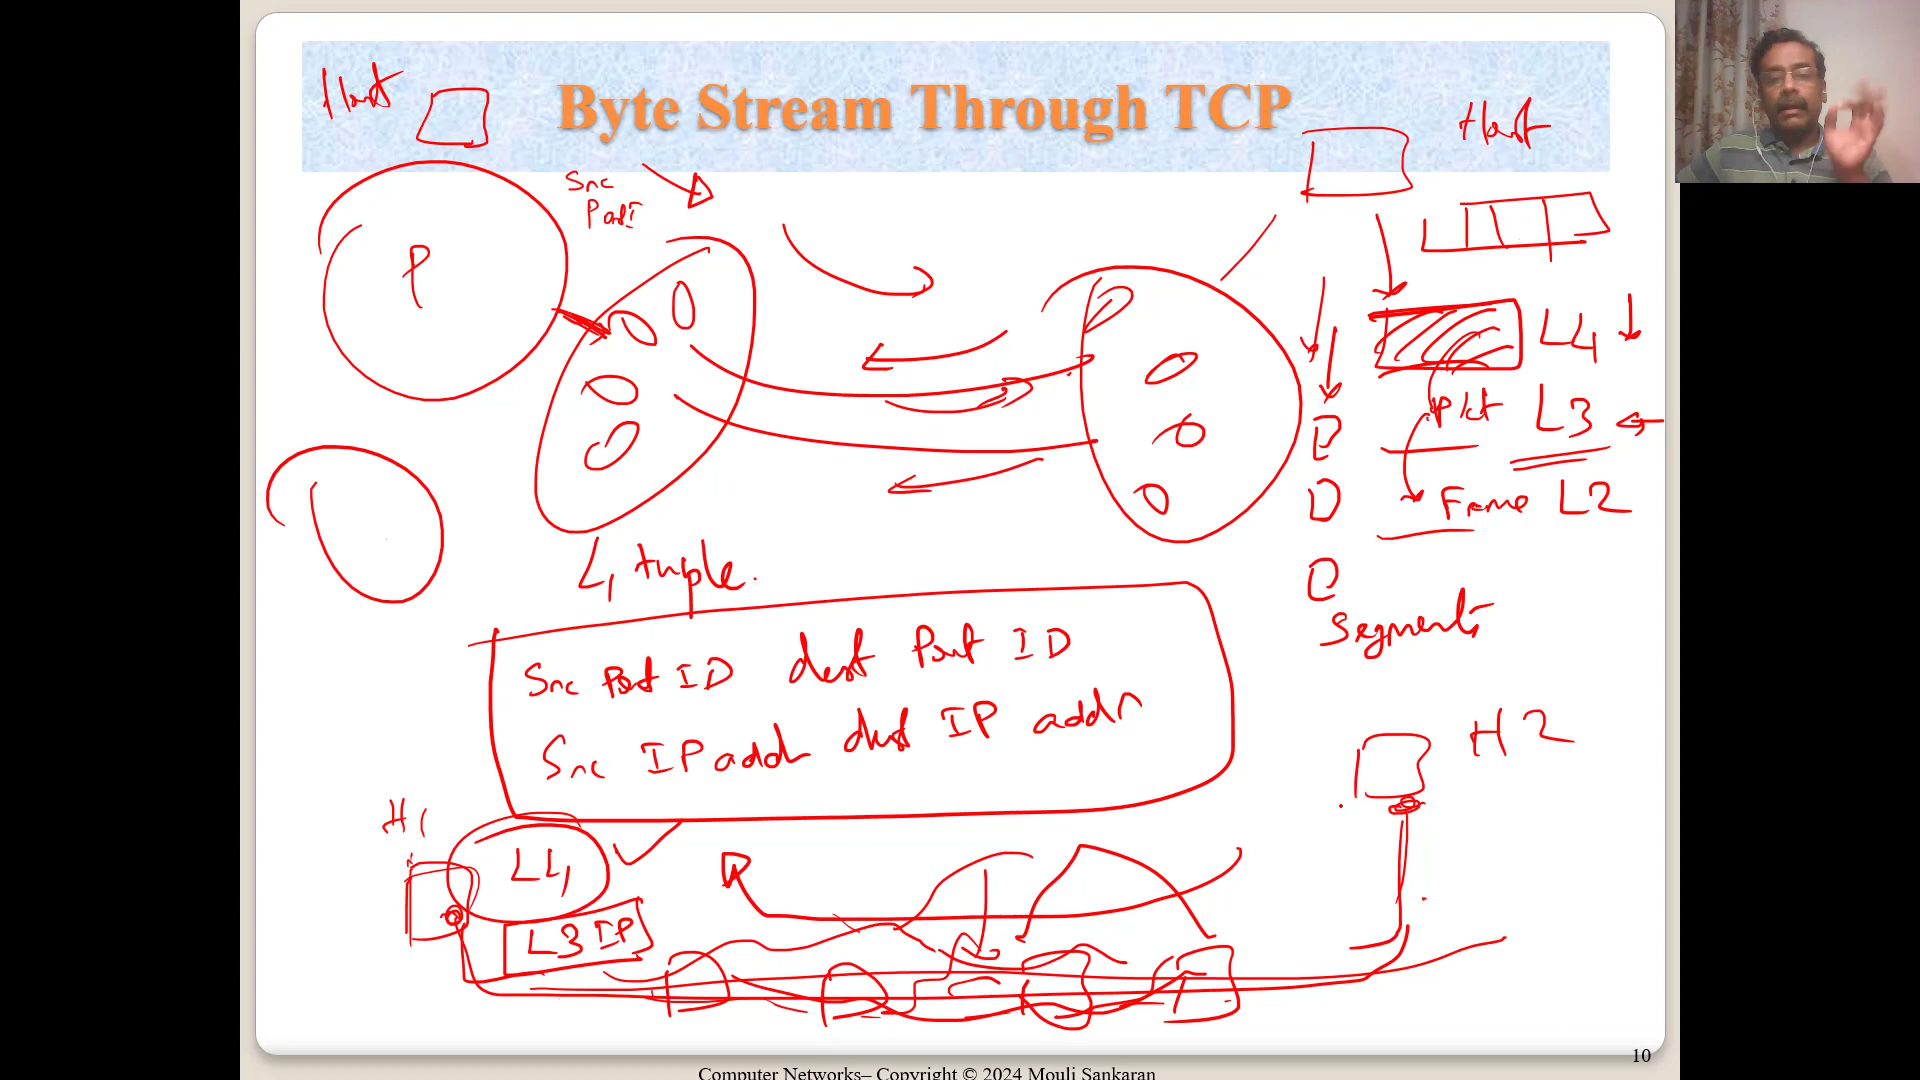 Host
Byte Stream Through TCP
Host
Src
Port
P
L4
Pkt L3
Frame L2
Segments
4 tuple.
Src Port ID dest Port ID
Src IP addr dest IP addr
H2
H1
L4
L3 IP
10
Computer Networks– Copyright © 2024 Mouli Sankaran